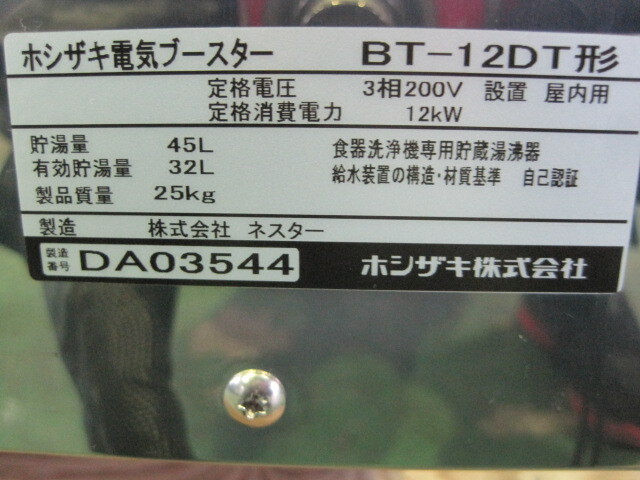 ホシザキ電気ブースター BT-12DT形
定格電圧 3相200V 設置 屋内用
定格消費電力 12kW
貯湯量 45L
有効貯湯量 32L
製品質量 25kg
食器洗浄機専用貯蔵湯沸器
給水装置の構造・材質基準 自己認証
製造 株式会社 ネスター
製造番号 DA03544 ホシザキ株式会社